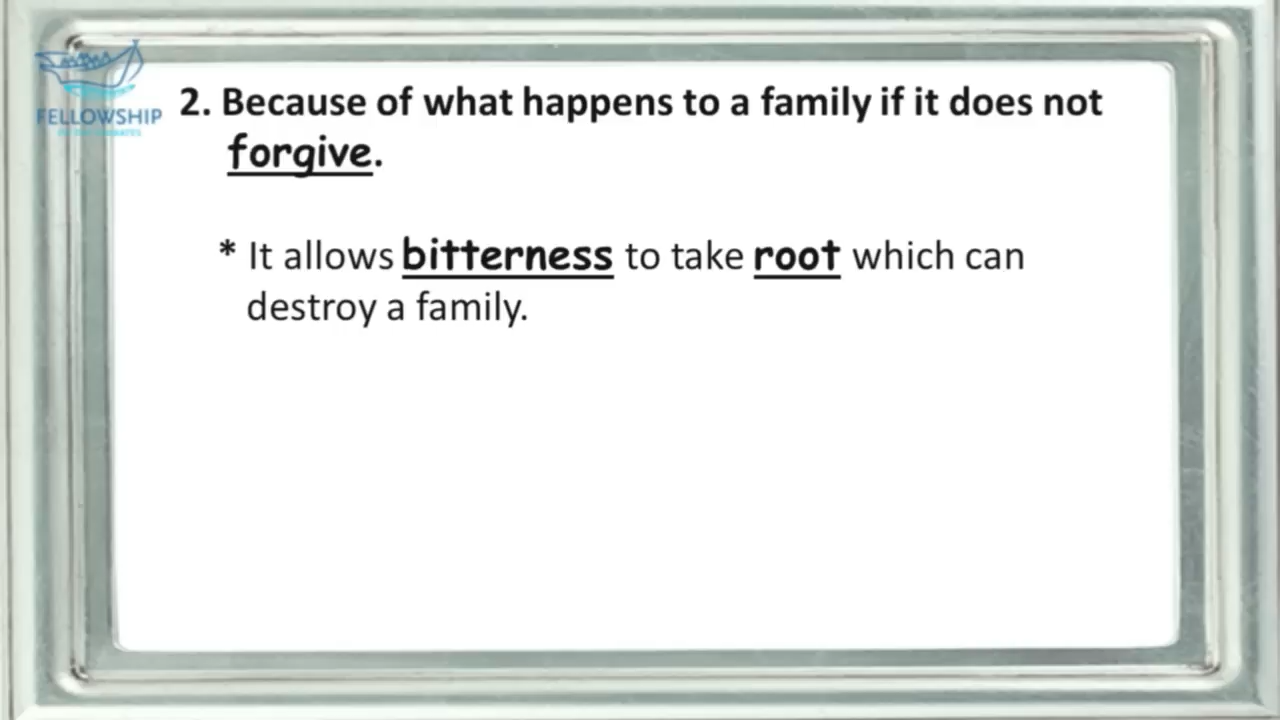 FELLOWSHIP
2. Because of what happens to a family if it does not
forgive.
* It allows bitterness to take root which can
destroy a family.